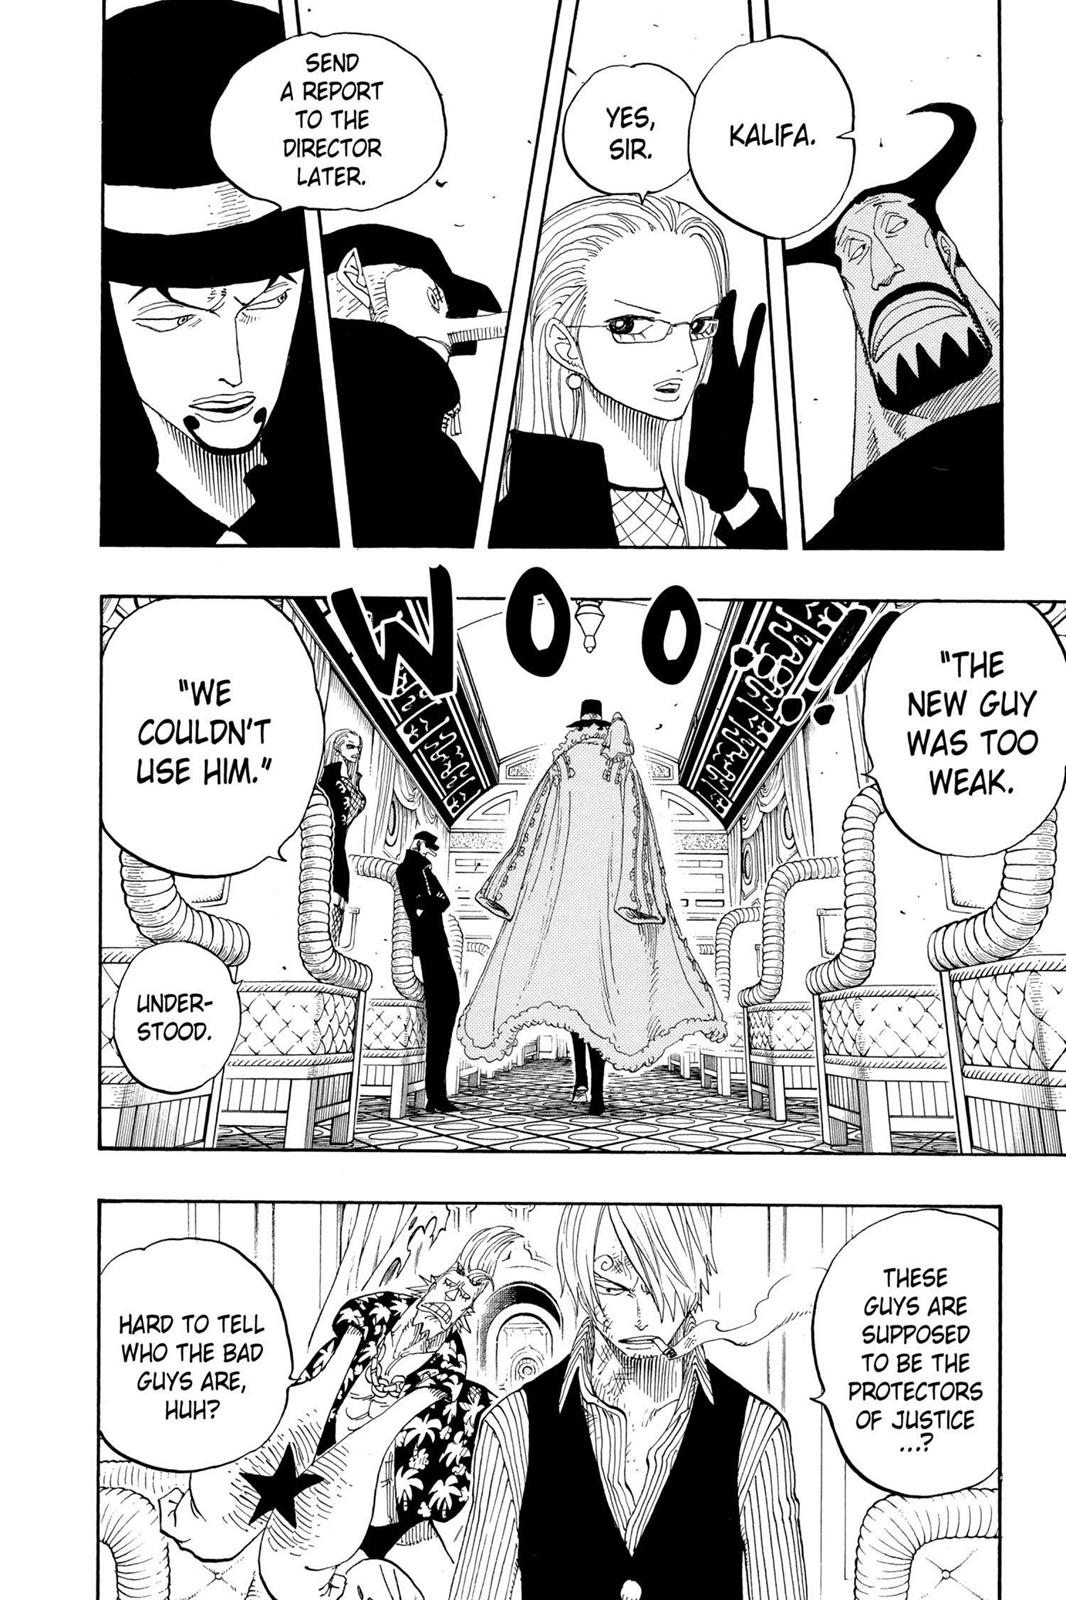 KALIFA.
YES,
SIR.
SEND
A REPORT
TO THE
DIRECTOR
LATER.
"THE
NEW GUY
WAS TOO
WEAK.
WOO
"WE
COULDN'T
USE HIM."
UNDER-
STOOD.
THESE
GUYS ARE
SUPPOSED
TO BE THE
PROTECTORS
OF JUSTICE
...?
HARD TO TELL
WHO THE BAD
GUYS ARE,
HUH?